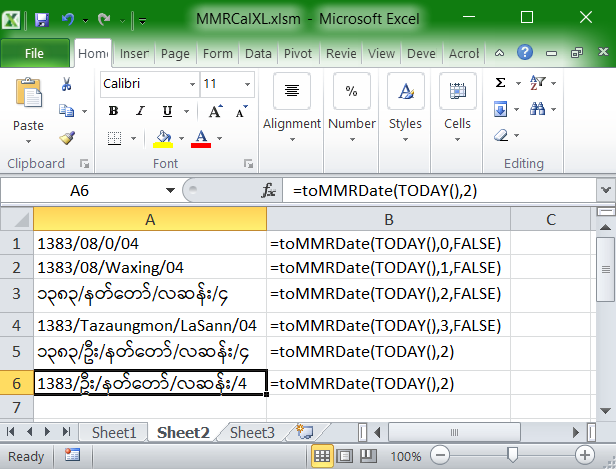 MMRCalXL.xlsm - Microsoft Excel
File Home Inser Page Form Data Pivot Revie View Deve Acrob
Calibri 11
Paste B I U A A Alignment Number Styles Cells
Clipboard Font Editing
A6 fx =toMMRDate(TODAY(),2)
A B C
1 1383/08/0/04 =toMMRDate(TODAY(),0,FALSE)
2 1383/08/Waxing/04 =toMMRDate(TODAY(),1,FALSE)
3 ၁၃၈၃/နတ်တော်/လဆန်း/၄ =toMMRDate(TODAY(),2,FALSE)
4 1383/Tazaungmon/LaSann/04 =toMMRDate(TODAY(),3,FALSE)
5 ၁၃၈၃/ဦး/နတ်တော်/လဆန်း/၄ =toMMRDate(TODAY(),2)
6 1383/ဦး/နတ်တော်/လဆန်း/4 =toMMRDate(TODAY(),2)
7
Sheet1 Sheet2 Sheet3
Ready 100%